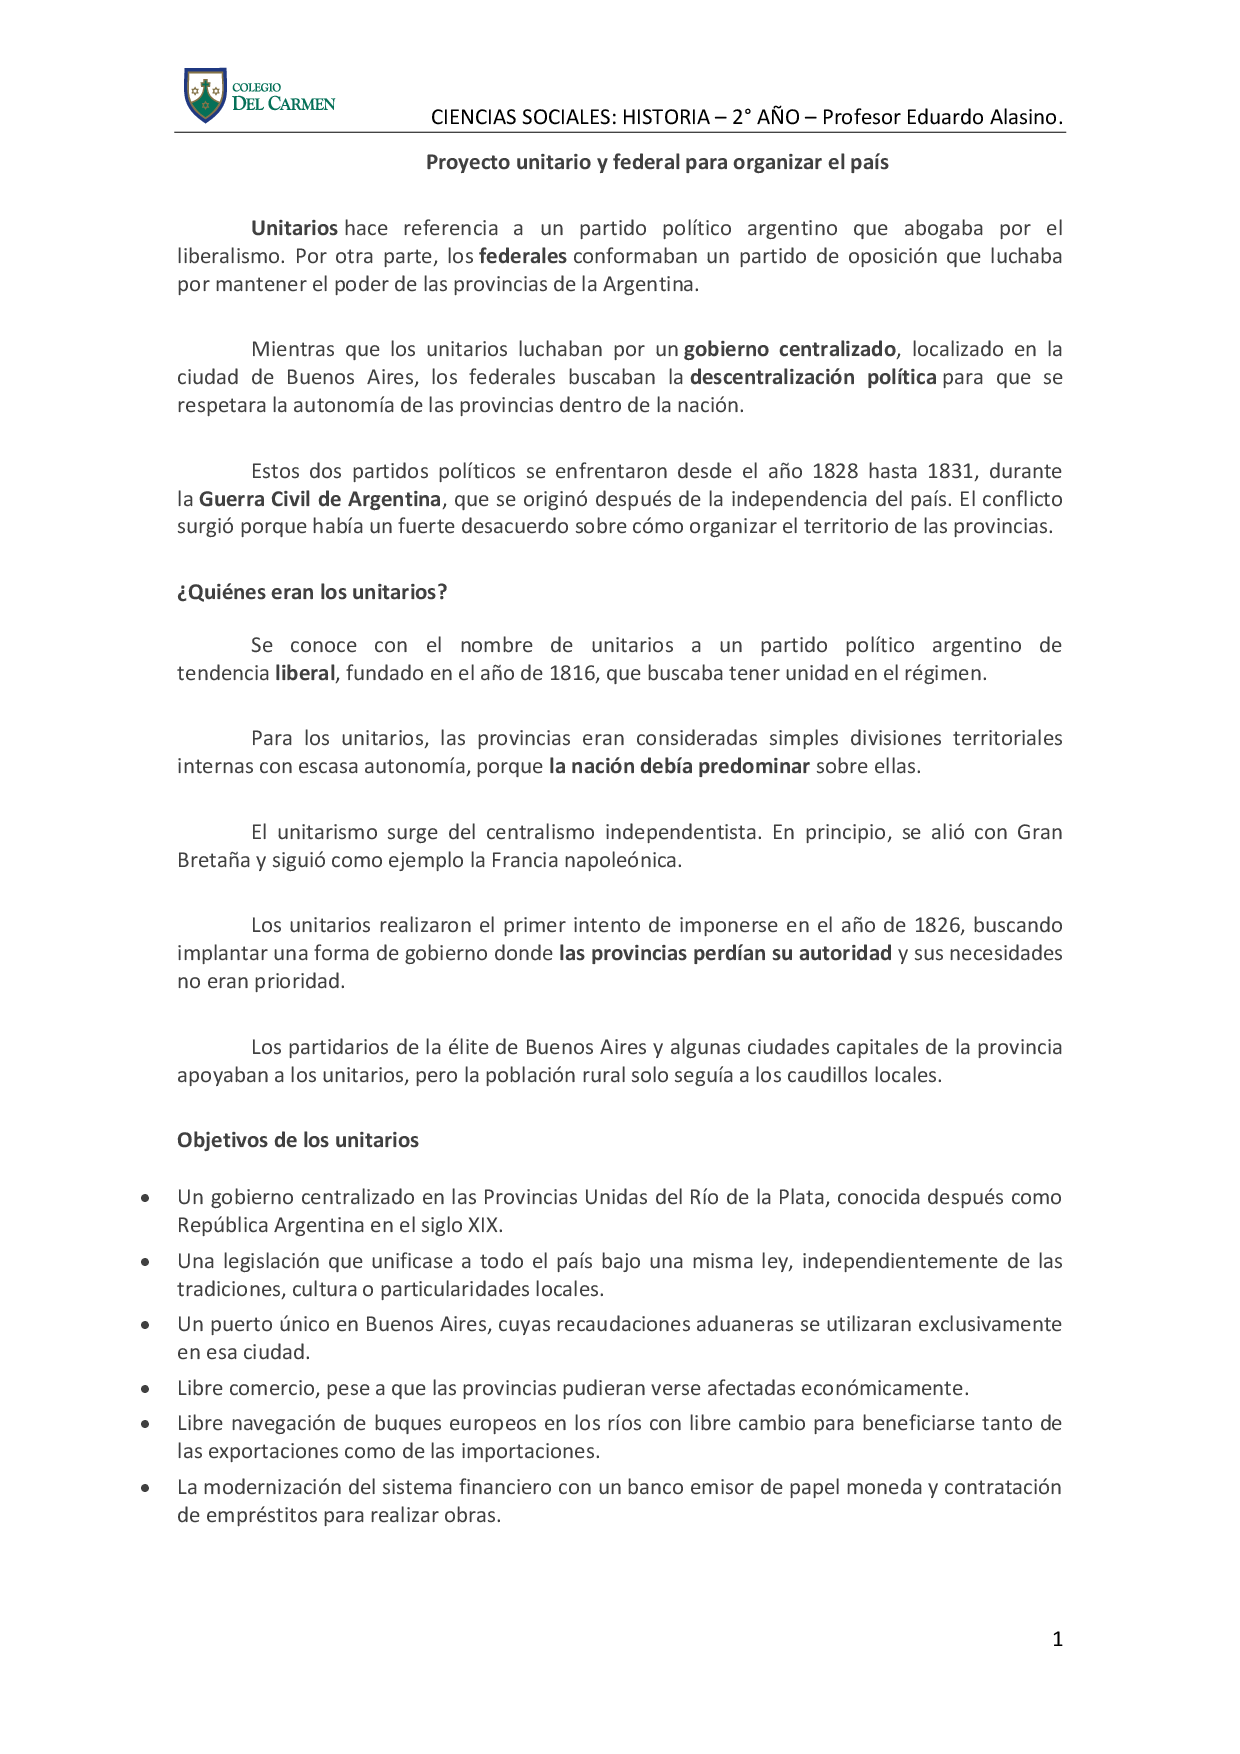 COLEGIO
DEL CARMEN
CIENCIAS SOCIALES: HISTORIA – 2° AÑO – Profesor Eduardo Alasino.
Proyecto unitario y federal para organizar el país
Unitarios hace referencia a un partido político argentino que abogaba por el
liberalismo. Por otra parte, los federales conformaban un partido de oposición que luchaba
por mantener el poder de las provincias de la Argentina.
Mientras que los unitarios luchaban por un gobierno centralizado, localizado en la
ciudad de Buenos Aires, los federales buscaban la descentralización política para que se
respetara la autonomía de las provincias dentro de la nación.
Estos dos partidos políticos se enfrentaron desde el año 1828 hasta 1831, durante
la Guerra Civil de Argentina, que se originó después de la independencia del país. El conflicto
surgió porque había un fuerte desacuerdo sobre cómo organizar el territorio de las provincias.
¿Quiénes eran los unitarios?
Se conoce con el nombre de unitarios a un partido político argentino de
tendencia liberal, fundado en el año de 1816, que buscaba tener unidad en el régimen.
Para los unitarios, las provincias eran consideradas simples divisiones territoriales
internas con escasa autonomía, porque la nación debía predominar sobre ellas.
El unitarismo surge del centralismo independentista. En principio, se alió con Gran
Bretaña y siguió como ejemplo la Francia napoleónica.
Los unitarios realizaron el primer intento de imponerse en el año de 1826, buscando
implantar una forma de gobierno donde las provincias perdían su autoridad y sus necesidades
no eran prioridad.
Los partidarios de la élite de Buenos Aires y algunas ciudades capitales de la provincia
apoyaban a los unitarios, pero la población rural solo seguía a los caudillos locales.
Objetivos de los unitarios
• Un gobierno centralizado en las Provincias Unidas del Río de la Plata, conocida después como
República Argentina en el siglo XIX.
• Una legislación que unificase a todo el país bajo una misma ley, independientemente de las
tradiciones, cultura o particularidades locales.
• Un puerto único en Buenos Aires, cuyas recaudaciones aduaneras se utilizaran exclusivamente
en esa ciudad.
• Libre comercio, pese a que las provincias pudieran verse afectadas económicamente.
• Libre navegación de buques europeos en los ríos con libre cambio para beneficiarse tanto de
las exportaciones como de las importaciones.
• La modernización del sistema financiero con un banco emisor de papel moneda y contratación
de empréstitos para realizar obras.
1